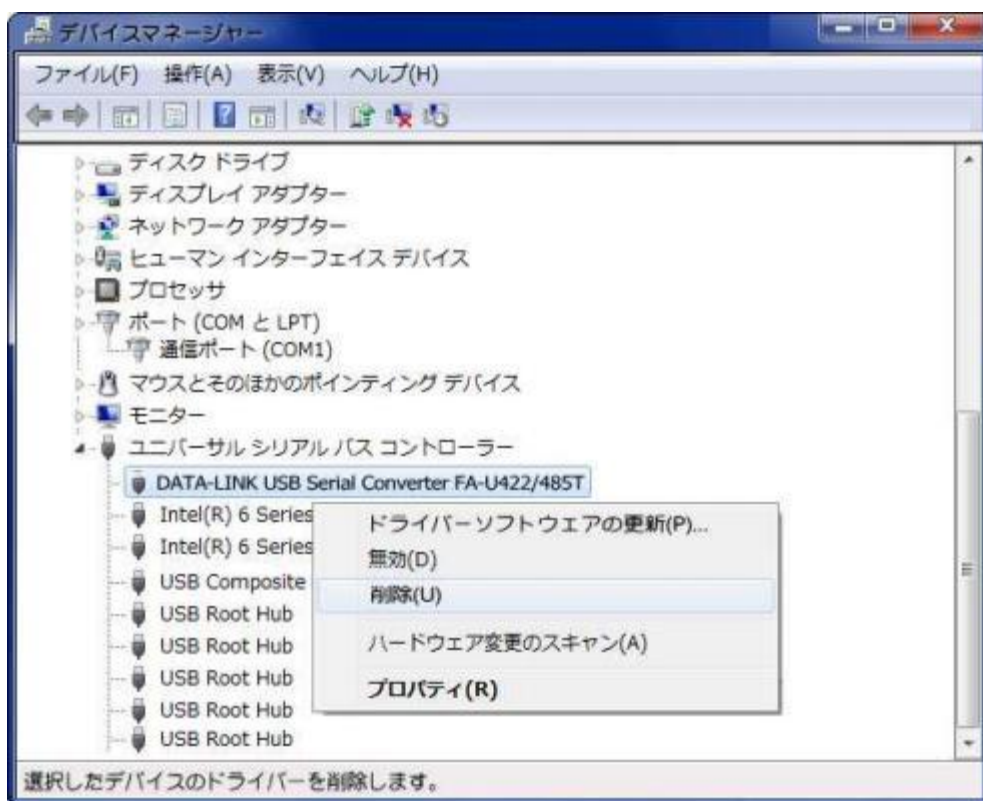 デバイスマネージャー
ファイル(F) 操作(A) 表示(V) ヘルプ(H)
ディスク ドライブ
ディスプレイ アダプター
ネットワーク アダプター
ヒューマン インターフェイス デバイス
プロセッサ
ポート (COM と LPT)
通信ポート (COM1)
マウスとそのほかのポインティング デバイス
モニター
ユニバーサル シリアル バス コントローラー
DATA-LINK USB Serial Converter FA-U422/485T
Intel(R) 6 Series
Intel(R) 6 Series
USB Composite
USB Root Hub
USB Root Hub
USB Root Hub
USB Root Hub
USB Root Hub
ドライバーソフトウェアの更新(P)...
無効(D)
削除(U)
ハードウェア変更のスキャン(A)
プロパティ(R)
選択したデバイスのドライバーを削除します。